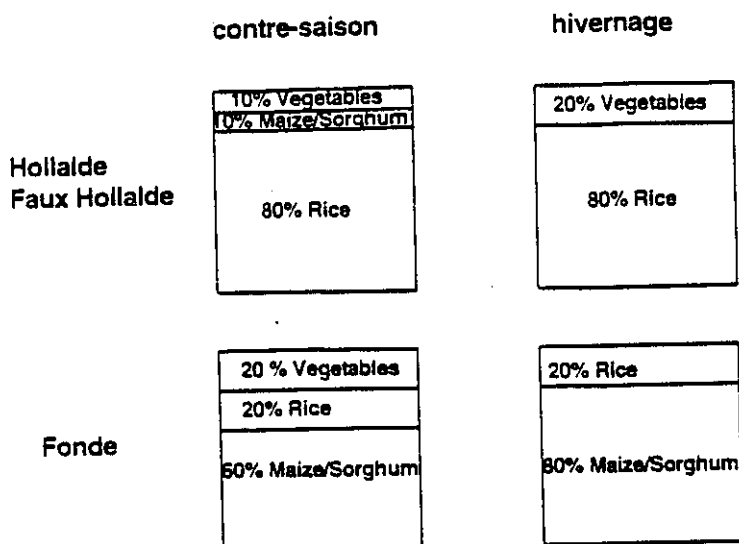 contre-saison
hivernage
10% Vegetables
10% Maize/Sorghum
80% Rice
20% Vegetables
80% Rice
Hollalde
Faux Hollalde
20 % Vegetables
20% Rice
60% Maize/Sorghum
20% Rice
80% Maize/Sorghum
Fonde